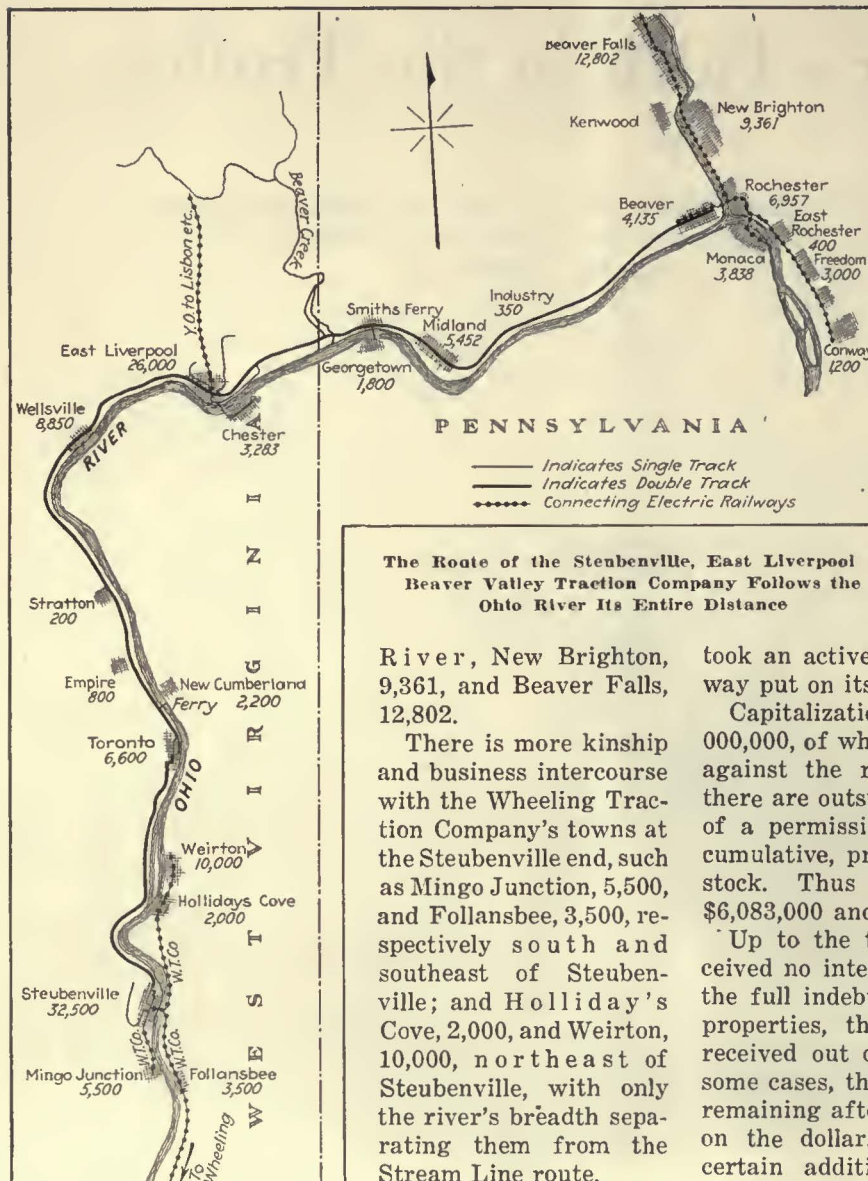 Beaver Falls
12,802
New Brighton
9,361
Kenwood
Rochester
6,957
Beaver
4,135
East
Rochester
400
Monaca
3,838
Freedom
3,000
Conway
1,200
Beaver Creek
Y.O. to Lisbon etc.
Industry
350
Smiths Ferry
Midland
5,452
Georgetown
1,800
East Liverpool
26,000
Wellsville
8,850
RIVER
Chester
3,283
PENNSYLVANIA
Indicates Single Track
Indicates Double Track
Connecting Electric Railways
Stratton
200
Empire
800
New Cumberland
2,200
Ferry
Toronto
6,600
OHIO
WEST VIRGINIA
Weirton
10,000
Hollidays Cove
2,000
W.T.Co
Steubenville
32,500
W.T.Co.
W.T.Ca.
Mingo Junction
5,500
Follansbee
3,500
To
Wheeling
The Route of the Steubenville, East Liverpool
Beaver Valley Traction Company Follows the
Ohio River Its Entire Distance
River, New Brighton,
9,361, and Beaver Falls,
12,802.
There is more kinship
and business intercourse
with the Wheeling Trac-
tion Company's towns at
the Steubenville end, such
as Mingo Junction, 5,500,
and Follansbee, 3,500, re-
spectively south and
southeast of Steuben-
ville; and Holliday's
Cove, 2,000, and Weirton,
10,000, northeast of
Steubenville, with only
the river's breadth sepa-
rating them from the
Stream Line route.
took an active
way put on its
Capitalizatio
000,000, of wh
against the r
there are outs
of a permissi
cumulative, pr
stock. Thus
$6,083,000 and
Up to the t
ceived no inte
the full indeb
properties, th
received out o
some cases, th
remaining afte
on the dollar
certain additi